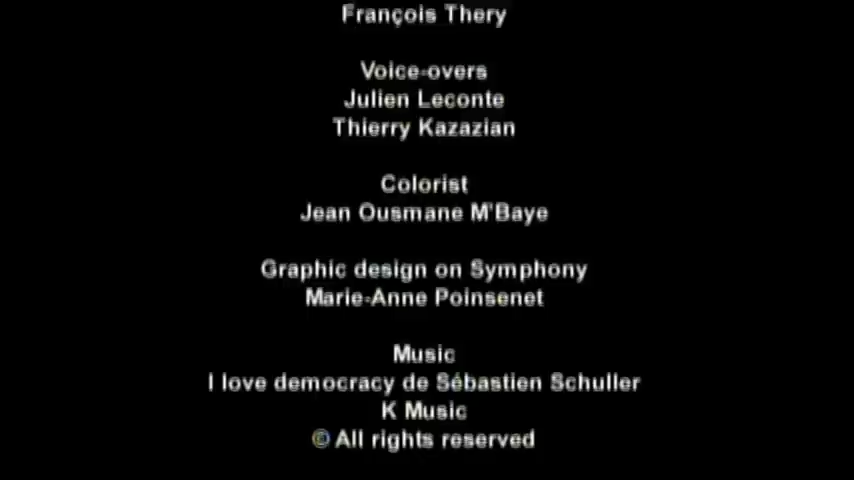 François Thery
Voice-overs
Julien Leconte
Thierry Kazazian
Colorist
Jean Ousmane M'Baye
Graphic design on Symphony
Marie-Anne Poinsenet
Music
I love democracy de Sébastien Schuller
K Music
© All rights reserved